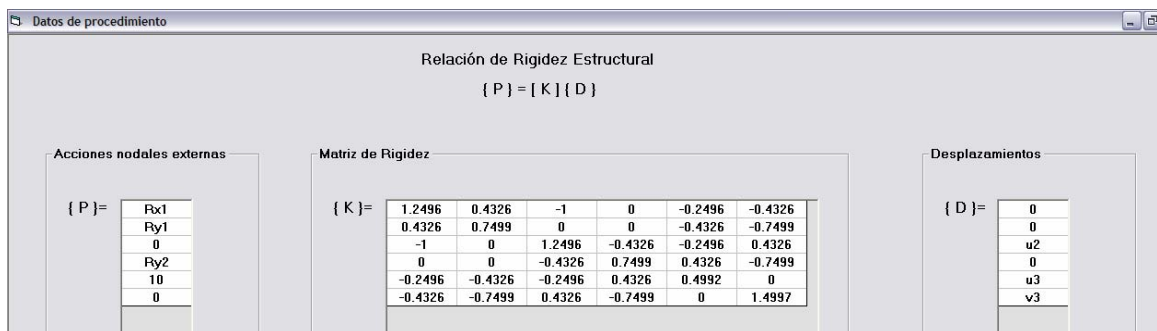 Datos de procedimiento
Relación de Rigidez Estructural
{ P } = [ K ] { D }
Acciones nodales externas
Matriz de Rigidez
Desplazamientos
{ P }=
Rx1
Ry1
0
Ry2
10
0
{ K }=
1.2496 0.4326 -1 0 -0.2496 -0.4326
0.4326 0.7499 0 0 -0.4326 -0.7499
-1 0 1.2496 -0.4326 -0.2496 0.4326
0 0 -0.4326 0.7499 0.4326 -0.7499
-0.2496 -0.4326 -0.2496 0.4326 0.4992 0
-0.4326 -0.7499 0.4326 -0.7499 0 1.4997
{ D }=
0
0
u2
0
u3
v3